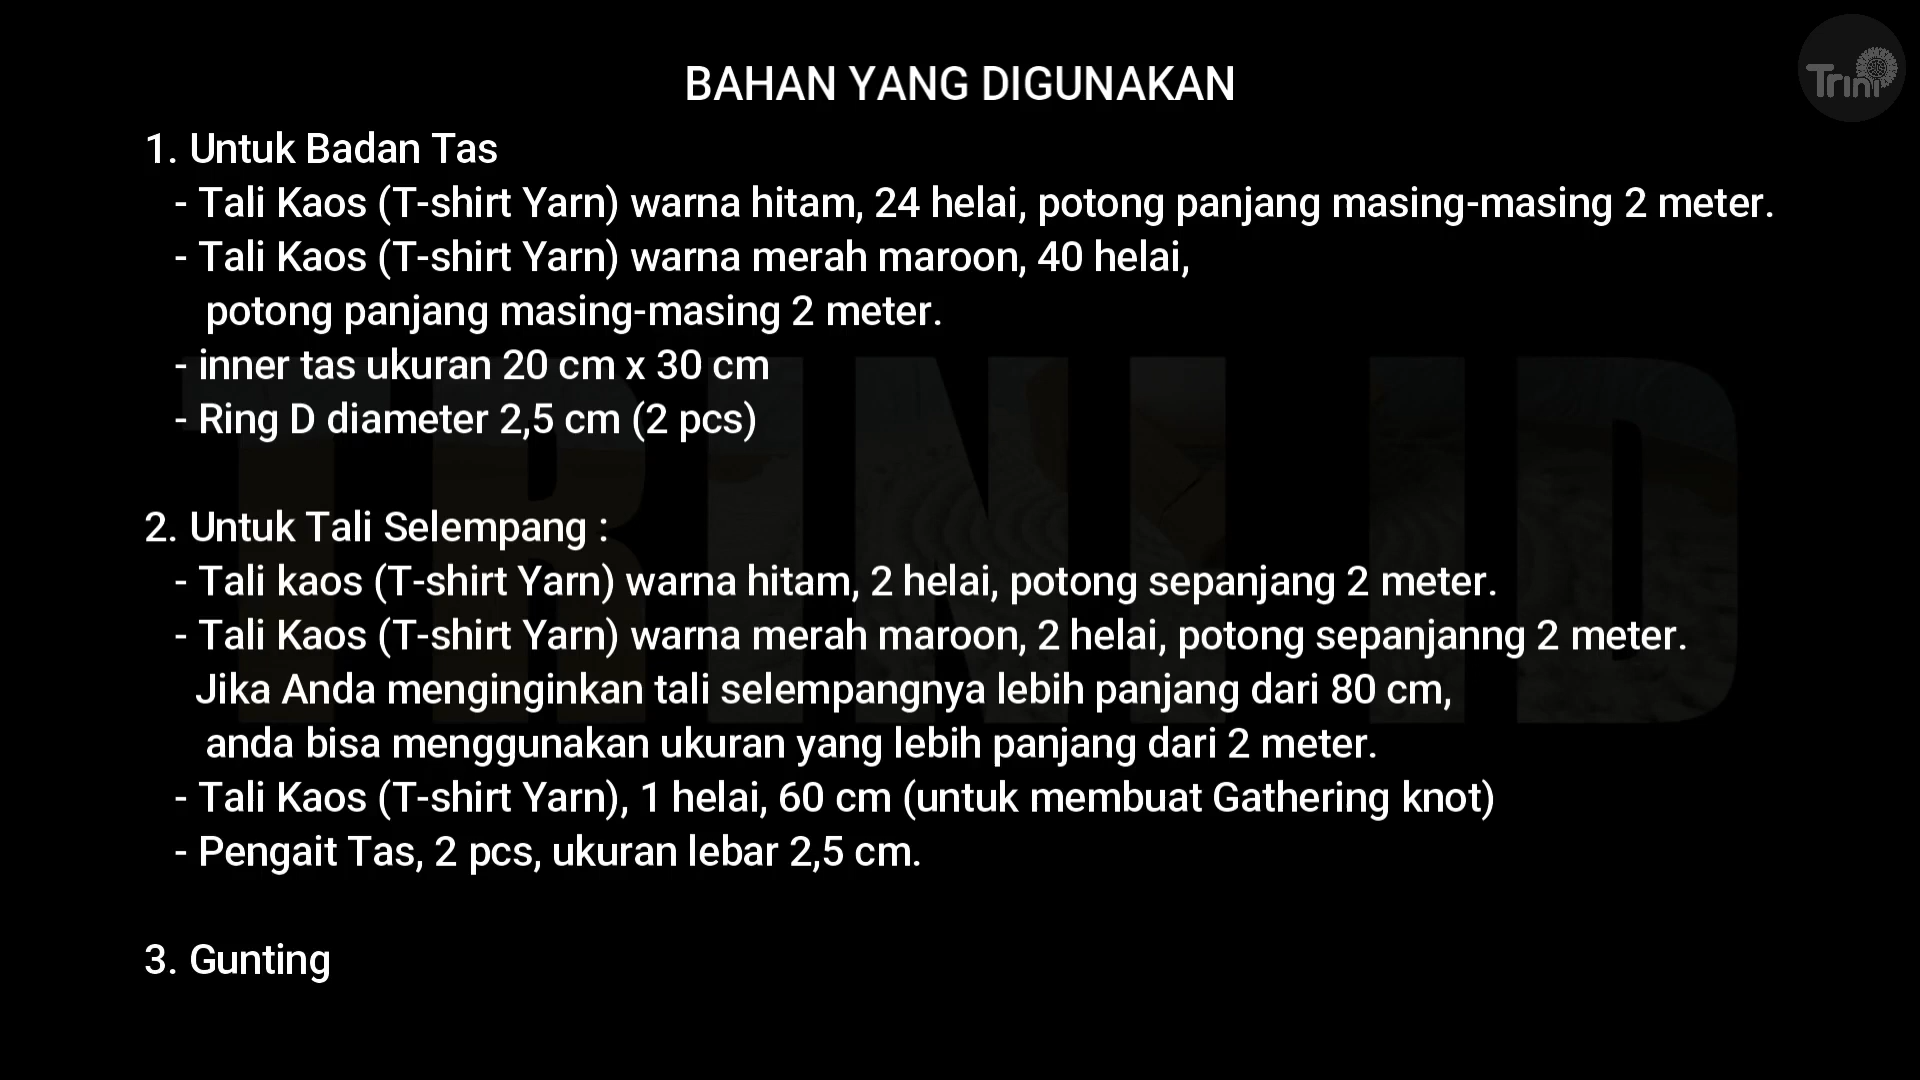 Trini
BAHAN YANG DIGUNAKAN
1. Untuk Badan Tas
- Tali Kaos (T-shirt Yarn) warna hitam, 24 helai, potong panjang masing-masing 2 meter.
- Tali Kaos (T-shirt Yarn) warna merah maroon, 40 helai,
potong panjang masing-masing 2 meter.
- inner tas ukuran 20 cm x 30 cm
- Ring D diameter 2,5 cm (2 pcs)
TRINI ID
2. Untuk Tali Selempang :
- Tali kaos (T-shirt Yarn) warna hitam, 2 helai, potong sepanjang 2 meter.
- Tali Kaos (T-shirt Yarn) warna merah maroon, 2 helai, potong sepanjanng 2 meter.
Jika Anda menginginkan tali selempangnya lebih panjang dari 80 cm,
anda bisa menggunakan ukuran yang lebih panjang dari 2 meter.
- Tali Kaos (T-shirt Yarn), 1 helai, 60 cm (untuk membuat Gathering knot)
- Pengait Tas, 2 pcs, ukuran lebar 2,5 cm.
3. Gunting